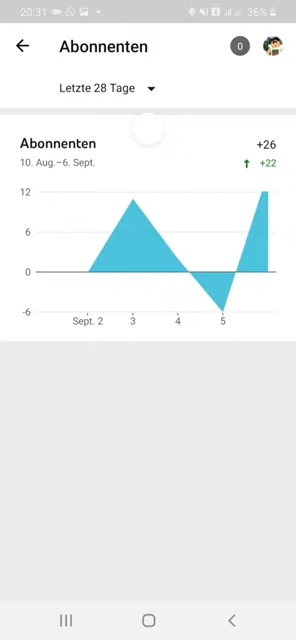 20:31 36%
Abonnenten 0
Letzte 28 Tage
Abonnenten +26
10. Aug.–6. Sept. +22
12
6
0
-6
Sept. 2 3 4 5